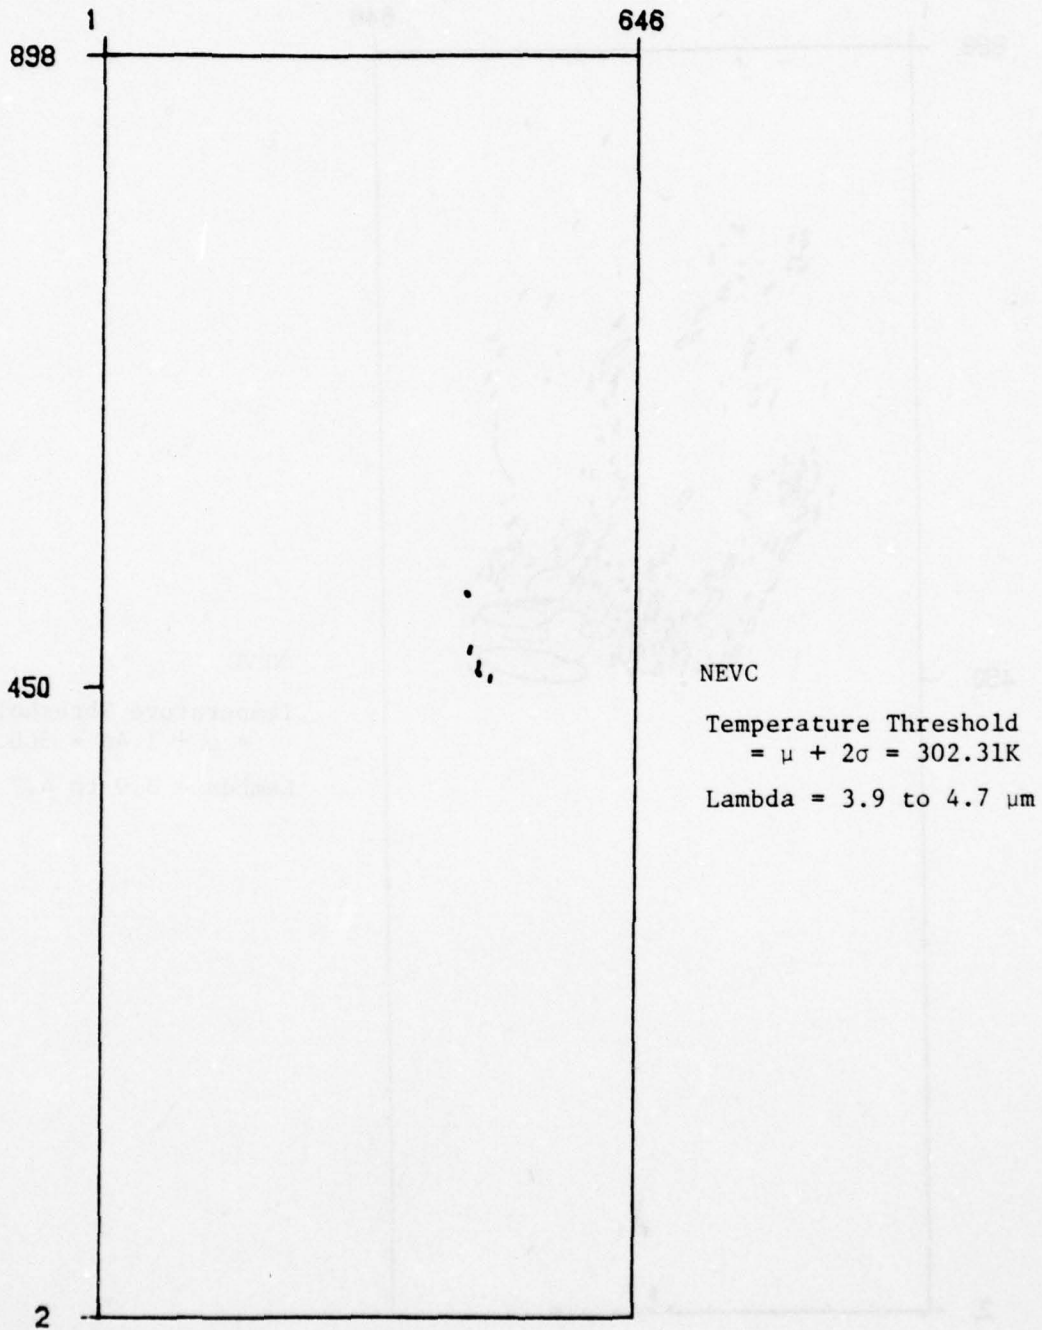 1 646
898
450
NEVC
Temperature Threshold
= μ + 2σ = 302.31K
Lambda = 3.9 to 4.7 μm
2